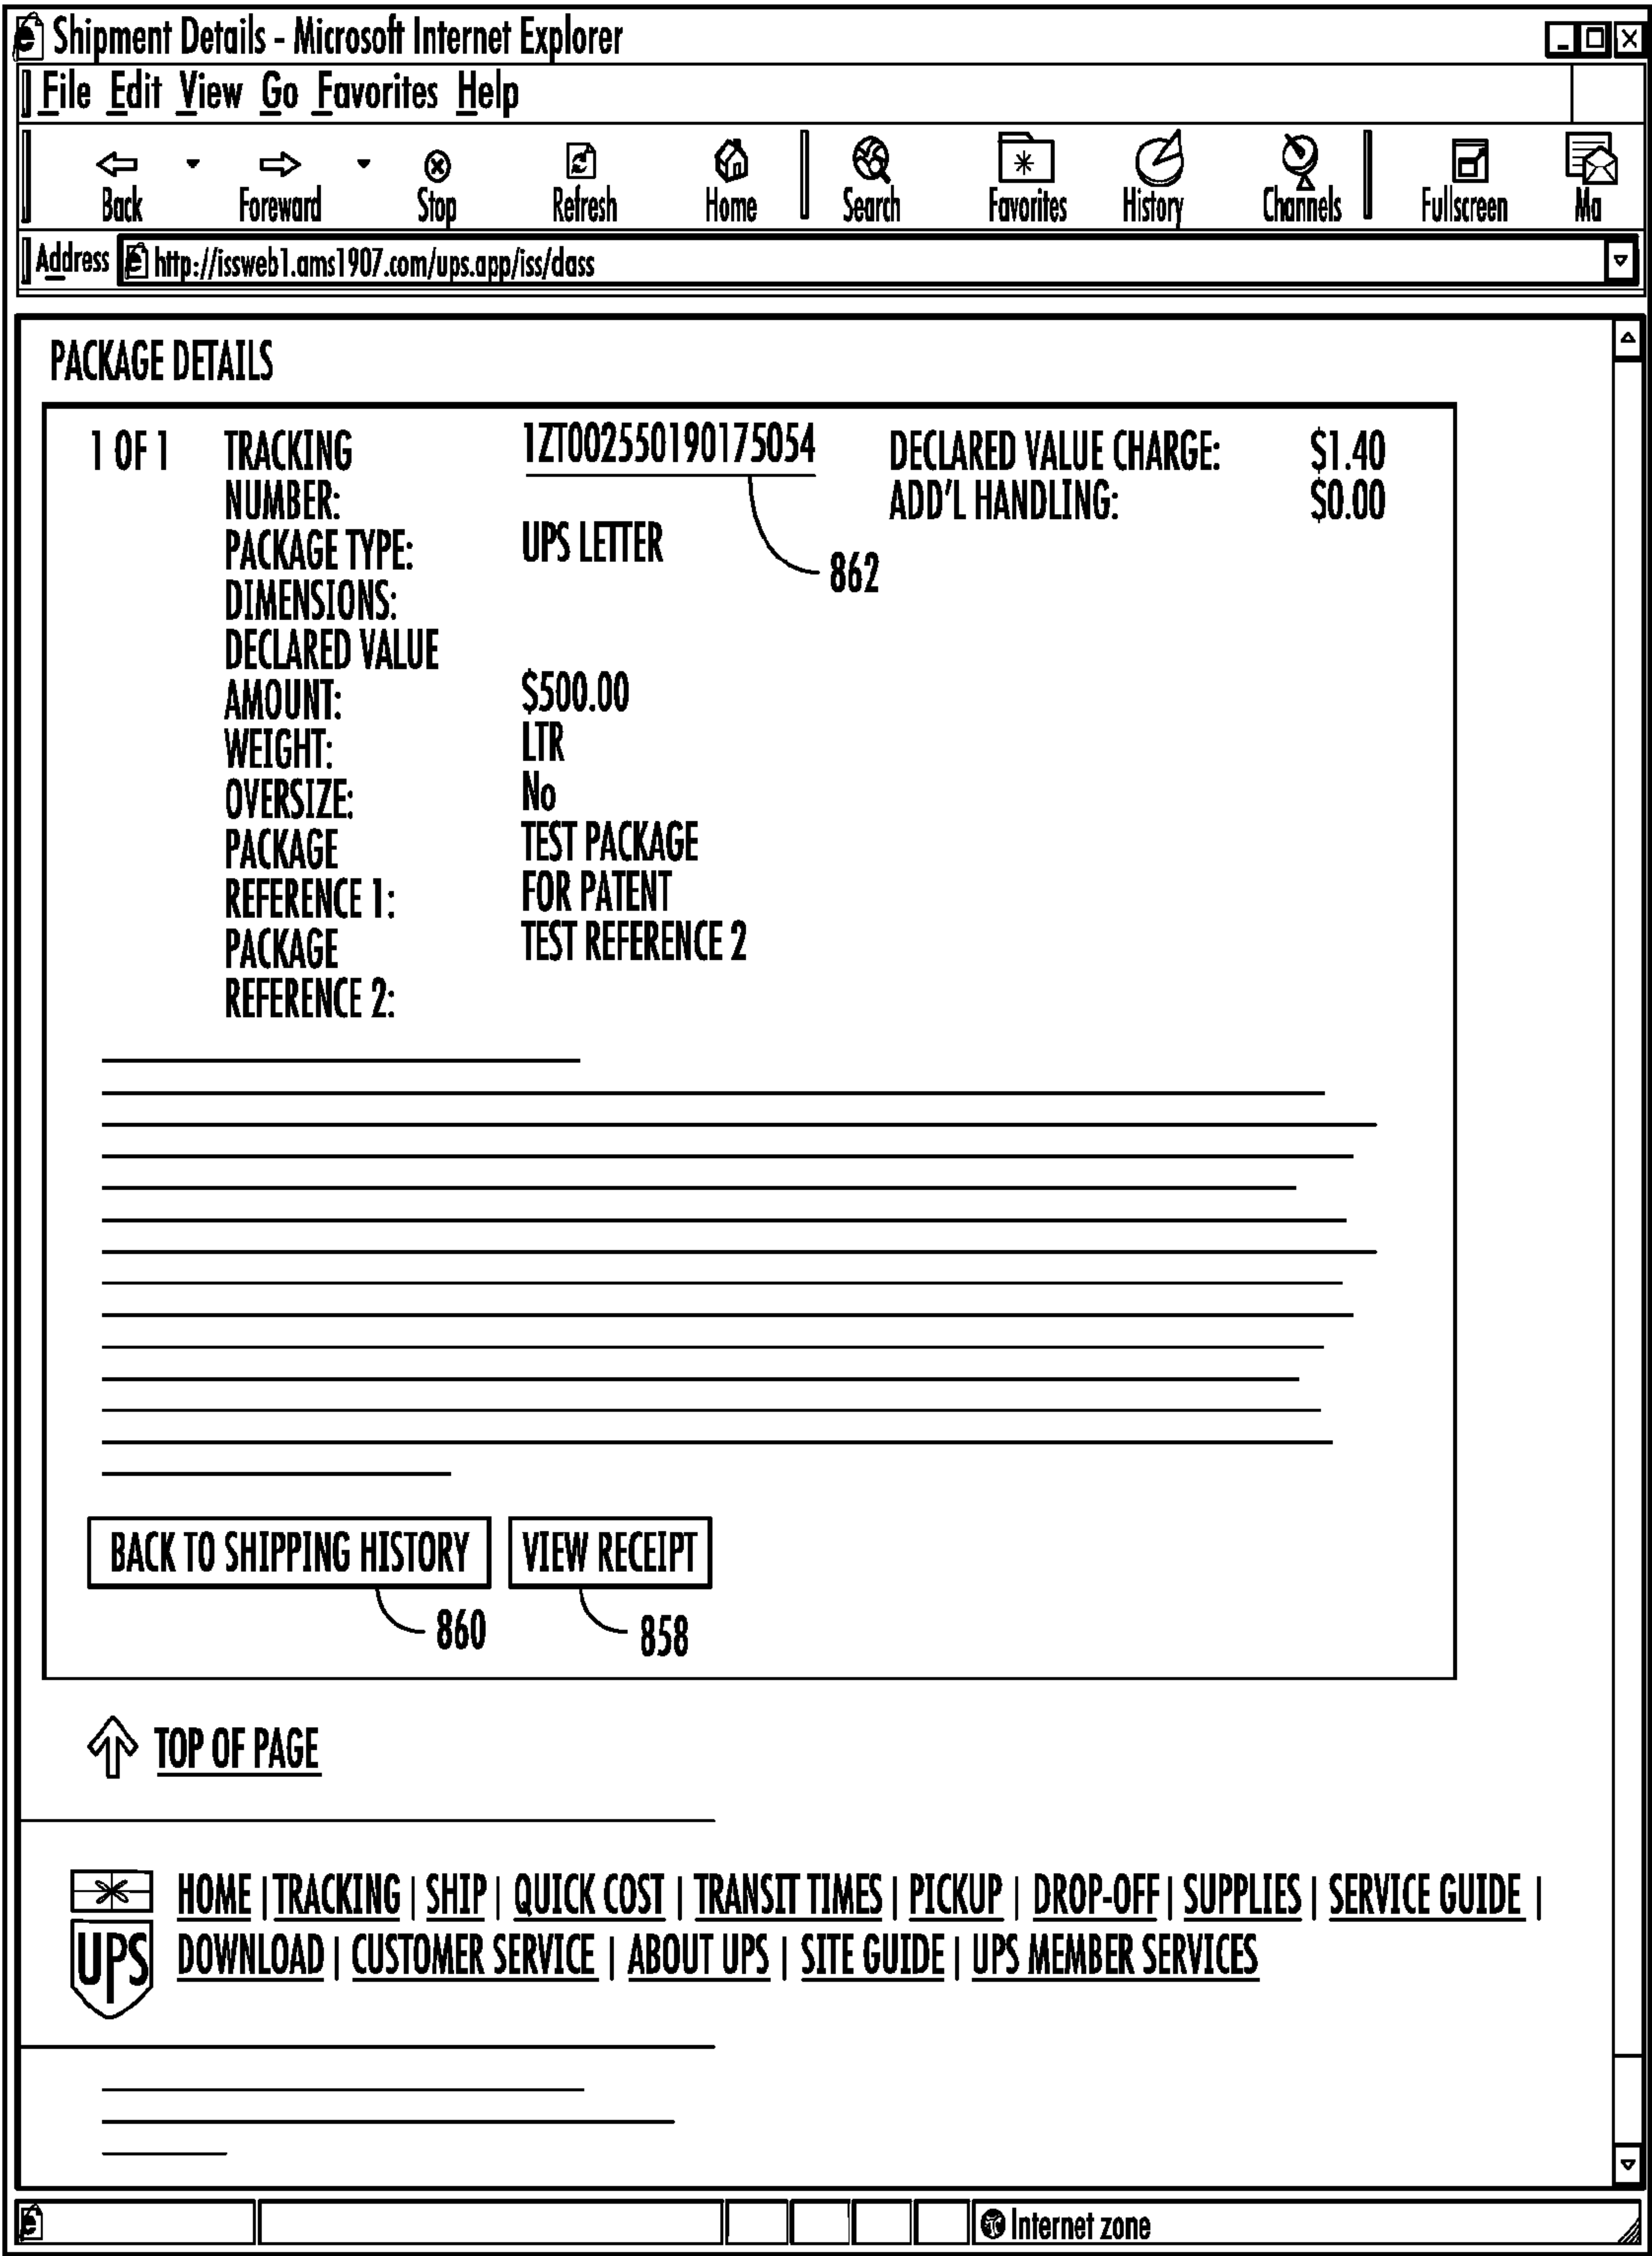 Shipment Details - Microsoft Internet Explorer
File Edit View Go Favorites Help
Back Foreward Stop Refresh Home Search Favorites History Channels Fullscreen Ma
Address http://issweb1.ams1907.com/ups.app/iss/dass
PACKAGE DETAILS
1 OF 1 TRACKING 1ZT002550190175054 DECLARED VALUE CHARGE: $1.40
NUMBER: ADD'L HANDLING: $0.00
PACKAGE TYPE: UPS LETTER
862
DIMENSIONS:
DECLARED VALUE
AMOUNT: $500.00
WEIGHT: LTR
OVERSIZE: No
PACKAGE TEST PACKAGE
REFERENCE 1: FOR PATENT
PACKAGE TEST REFERENCE 2
REFERENCE 2:
BACK TO SHIPPING HISTORY VIEW RECEIPT
860 858
TOP OF PAGE
HOME | TRACKING | SHIP | QUICK COST | TRANSIT TIMES | PICKUP | DROP-OFF | SUPPLIES | SERVICE GUIDE |
UPS DOWNLOAD | CUSTOMER SERVICE | ABOUT UPS | SITE GUIDE | UPS MEMBER SERVICES
Internet zone